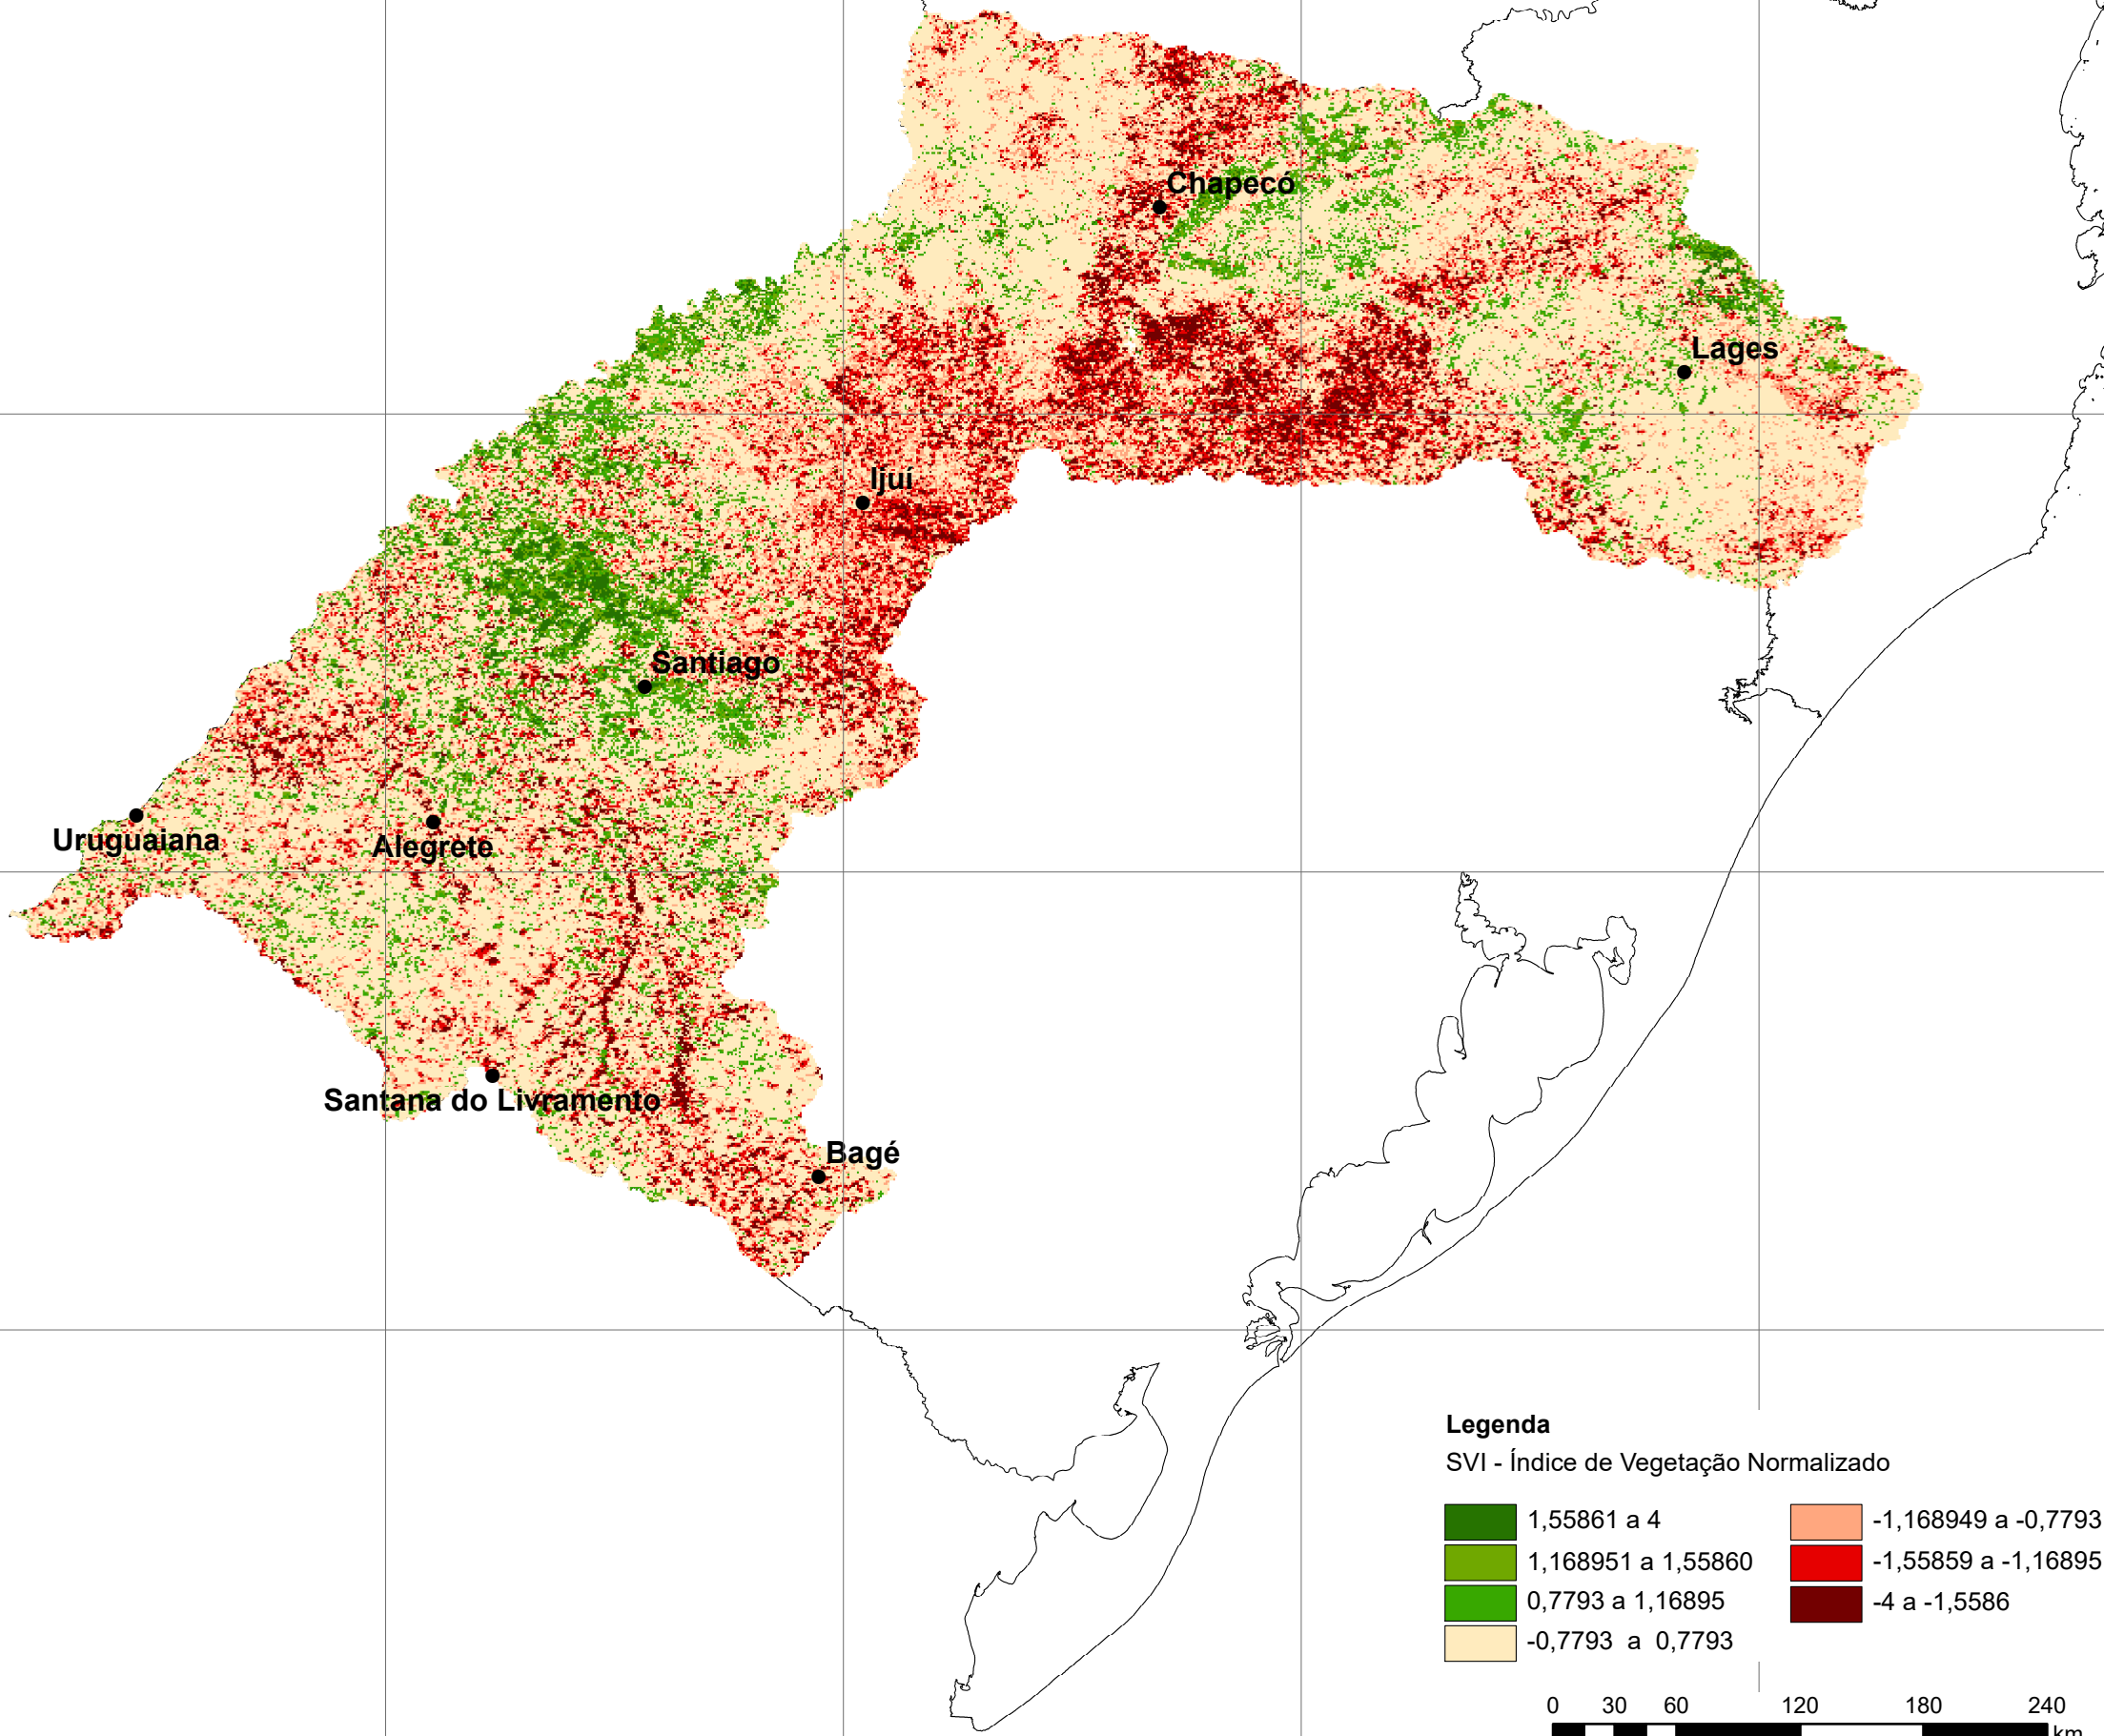 Chapecó
Lages
Ijuí
Santiago
Uruguaiana
Alegrete
Santana do Livramento
Bagé
Legenda
SVI - Índice de Vegetação Normalizado
1,55861 a 4
1,168951 a 1,55860
0,7793 a 1,16895
-0,7793 a 0,7793
-1,168949 a -0,7793
-1,55859 a -1,16895
-4 a -1,5586
0 30 60 120 180 240
km